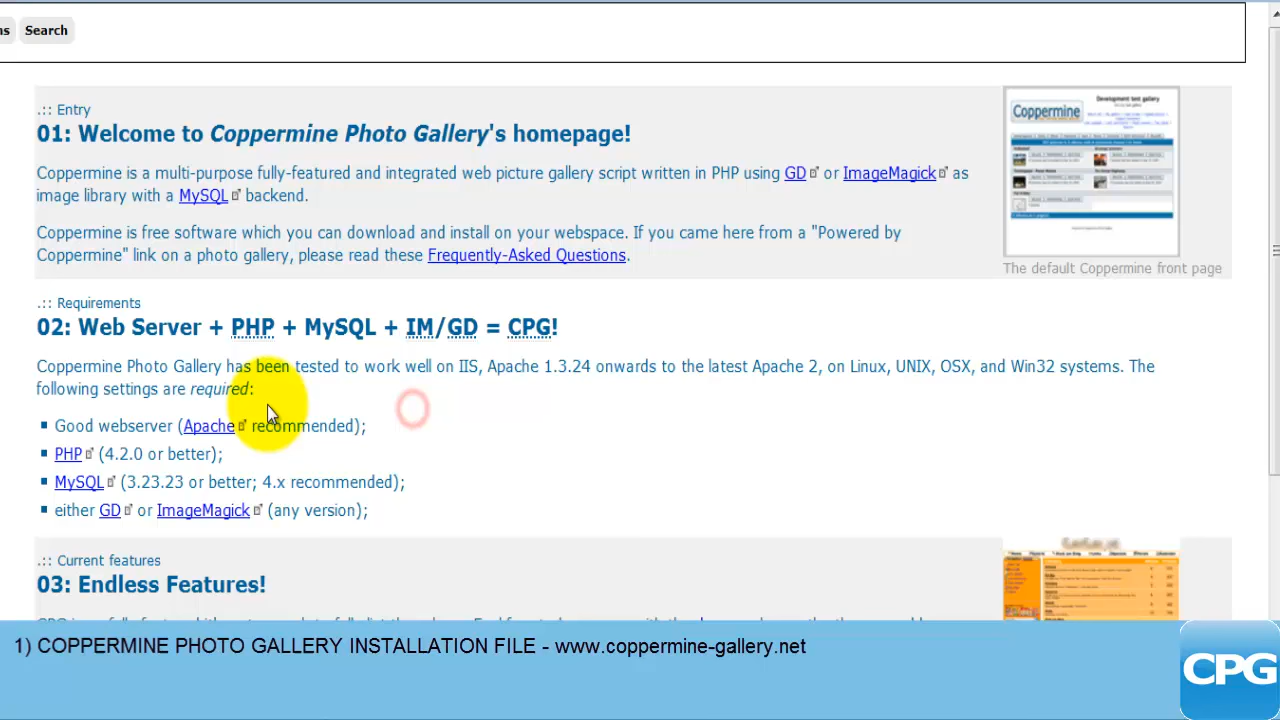 ns Search
.:: Entry
01: Welcome to Coppermine Photo Gallery's homepage!
Coppermine is a multi-purpose fully-featured and integrated web picture gallery script written in PHP using GD or ImageMagick as
image library with a MySQL backend.
Coppermine is free software which you can download and install on your webspace. If you came here from a "Powered by
Coppermine" link on a photo gallery, please read these Frequently-Asked Questions.
Coppermine
Development test gallery
The default Coppermine front page
.:: Requirements
02: Web Server + PHP + MySQL + IM/GD = CPG!
Coppermine Photo Gallery has been tested to work well on IIS, Apache 1.3.24 onwards to the latest Apache 2, on Linux, UNIX, OSX, and Win32 systems. The
following settings are required:
Good webserver (Apache recommended);
PHP (4.2.0 or better);
MySQL (3.23.23 or better; 4.x recommended);
either GD or ImageMagick (any version);
.:: Current features
03: Endless Features!
1) COPPERMINE PHOTO GALLERY INSTALLATION FILE - www.coppermine-gallery.net
CPG